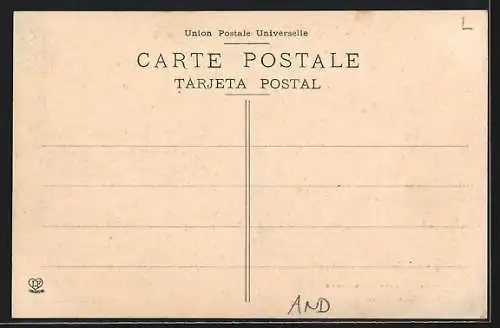 L
Union Postale Universelle
CARTE POSTALE
TARJETA POSTAL
AND